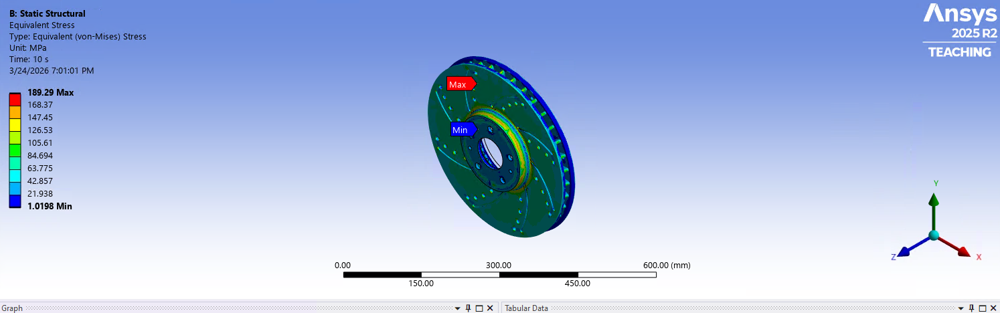 B: Static Structural
Equivalent Stress
Type: Equivalent (von-Mises) Stress
Unit: MPa
Time: 10 s
3/24/2026 7:01:01 PM
189.29 Max
168.37
147.45
126.53
105.61
84.694
63.775
42.857
21.938
1.0198 Min
Max
Min
Ansys
2025 R2
TEACHING
Y
Z
X
0.00
300.00
600.00 (mm)
150.00
450.00
Graph
Tabular Data